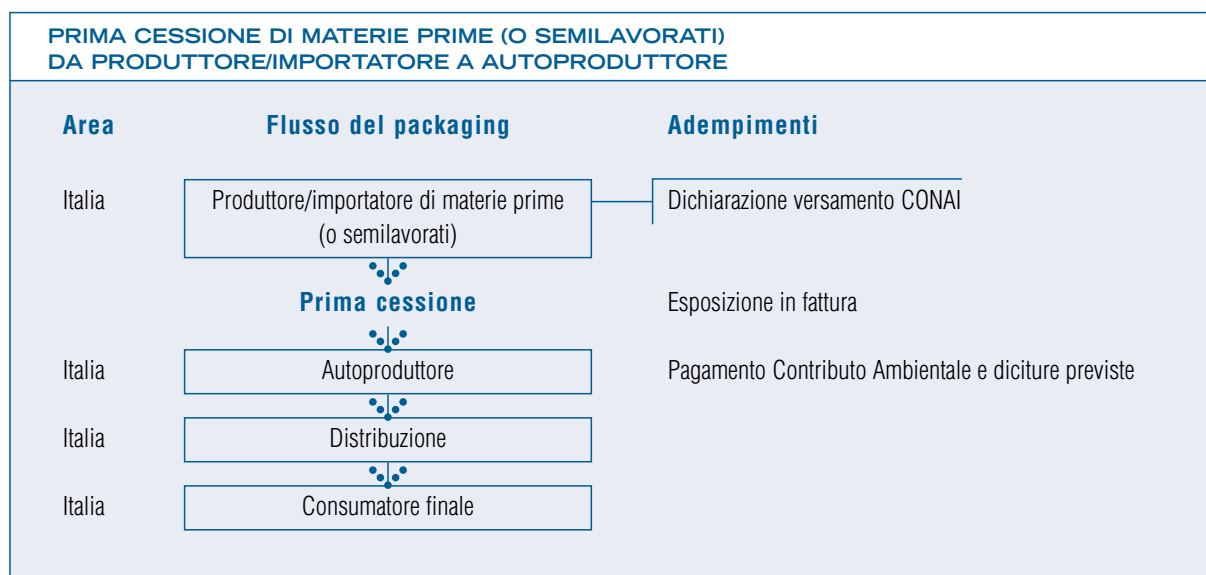 PRIMA CESSIONE DI MATERIE PRIME (O SEMILAVORATI)
DA PRODUTTORE/IMPORTATORE A AUTOPRODUTTORE
Area Flusso del packaging Adempimenti
Italia Produttore/importatore di materie prime Dichiarazione versamento CONAI
(o semilavorati)
Prima cessione Esposizione in fattura
Italia Autoproduttore Pagamento Contributo Ambientale e diciture previste
Italia Distribuzione
Italia Consumatore finale